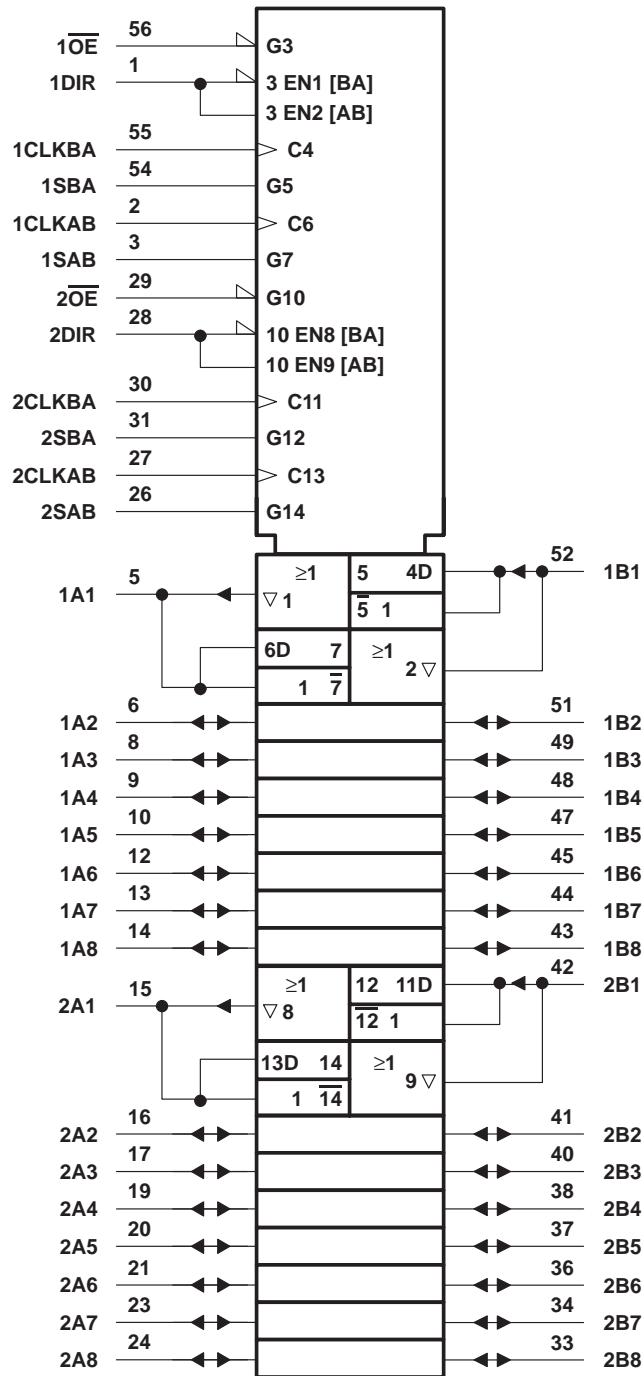 56
1O̅E̅ G3
1
1DIR 3 EN1 [BA]
3 EN2 [AB]
55
1CLKBA C4
54
1SBA G5
2
1CLKAB C6
3
1SAB G7
29
2O̅E̅ G10
28
2DIR 10 EN8 [BA]
10 EN9 [AB]
30
2CLKBA C11
31
2SBA G12
27
2CLKAB C13
26
2SAB G14
5 ≥1 5 4D 52
1A1 ▽ 1 5̅ 1 1B1
6D 7 ≥1
1 7̅ 2 ▽
6 51
1A2 1B2
8 49
1A3 1B3
9 48
1A4 1B4
10 47
1A5 1B5
12 45
1A6 1B6
13 44
1A7 1B7
14 43
1A8 1B8
15 ≥1 12 11D 42
2A1 ▽ 8 1̅2̅ 1 2B1
13D 14 ≥1
1 1̅4̅ 9 ▽
16 41
2A2 2B2
17 40
2A3 2B3
19 38
2A4 2B4
20 37
2A5 2B5
21 36
2A6 2B6
23 34
2A7 2B7
24 33
2A8 2B8